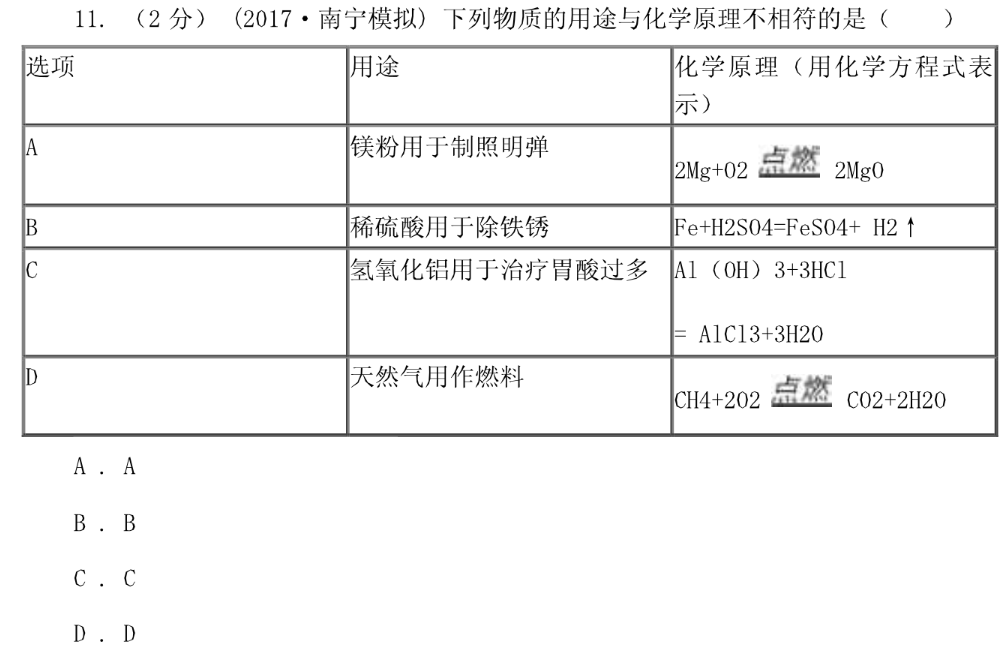 11. （2分） (2017·南宁模拟) 下列物质的用途与化学原理不相符的是（　　）
选项 用途 化学原理（用化学方程式表
示）
A 镁粉用于制照明弹 2Mg+O2 点燃 2MgO
B 稀硫酸用于除铁锈 Fe+H2SO4=FeSO4+ H2↑
C 氢氧化铝用于治疗胃酸过多 Al（OH）3+3HCl
= AlCl3+3H2O
D 天然气用作燃料 CH4+2O2 点燃 CO2+2H2O
A . A
B . B
C . C
D . D